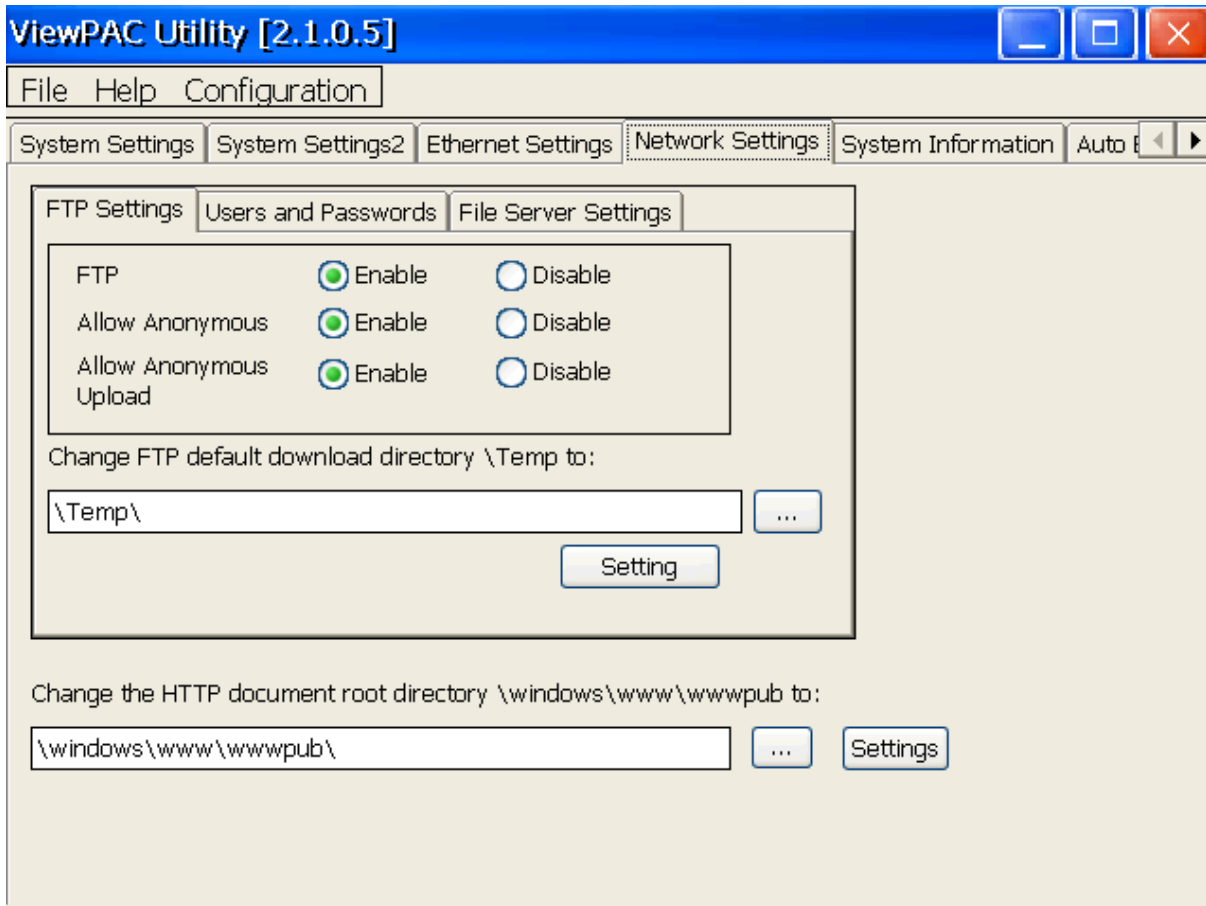 ViewPAC Utility [2.1.0.5]
File Help Configuration
System Settings System Settings2 Ethernet Settings Network Settings System Information Auto
FTP Settings Users and Passwords File Server Settings
FTP Enable Disable
Allow Anonymous Enable Disable
Allow Anonymous Upload Enable Disable
Change FTP default download directory \Temp to:
\Temp\ ...
Setting
Change the HTTP document root directory \windows\www\wwwpub to:
\windows\www\wwwpub\ ... Settings